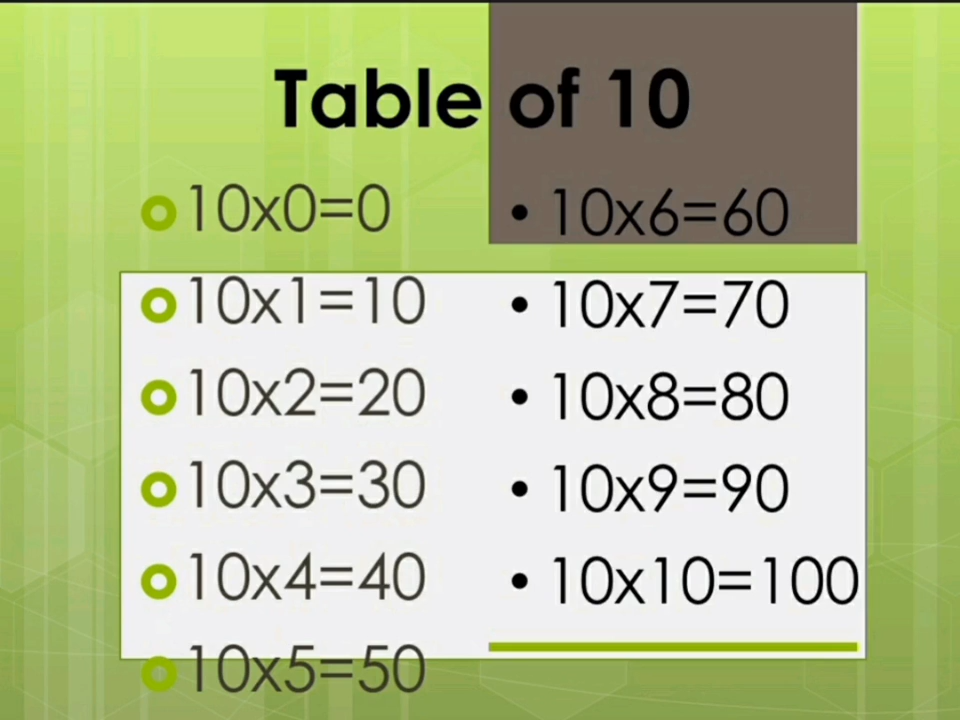 Table of 10
10x0=0
10x1=10
10x2=20
10x3=30
10x4=40
10x5=50
• 10x6=60
• 10x7=70
• 10x8=80
• 10x9=90
• 10x10=100